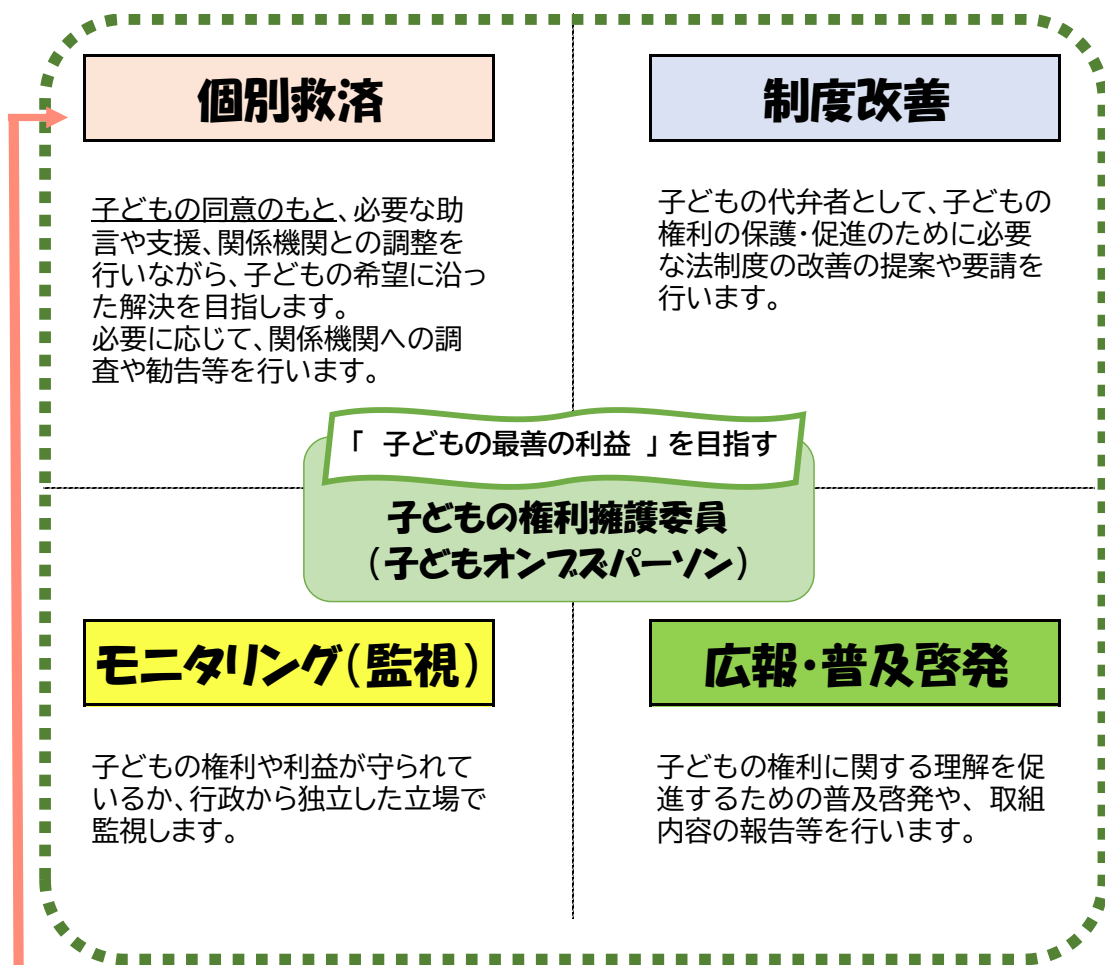 個別救済
子どもの同意のもと、必要な助
言や支援、関係機関との調整を
行いながら、子どもの希望に沿っ
た解決を目指します。
必要に応じて、関係機関への調
査や勧告等を行います。
制度改善
子どもの代弁者として、子どもの
権利の保護・促進のために必要
な法制度の改善の提案や要請を
行います。
「 子どもの最善の利益 」を目指す
子どもの権利擁護委員
(子どもオンブズパーソン)
モニタリング(監視)
子どもの権利や利益が守られて
いるか、行政から独立した立場で
監視します。
広報・普及啓発
子どもの権利に関する理解を促
進するための普及啓発や、取組
内容の報告等を行います。